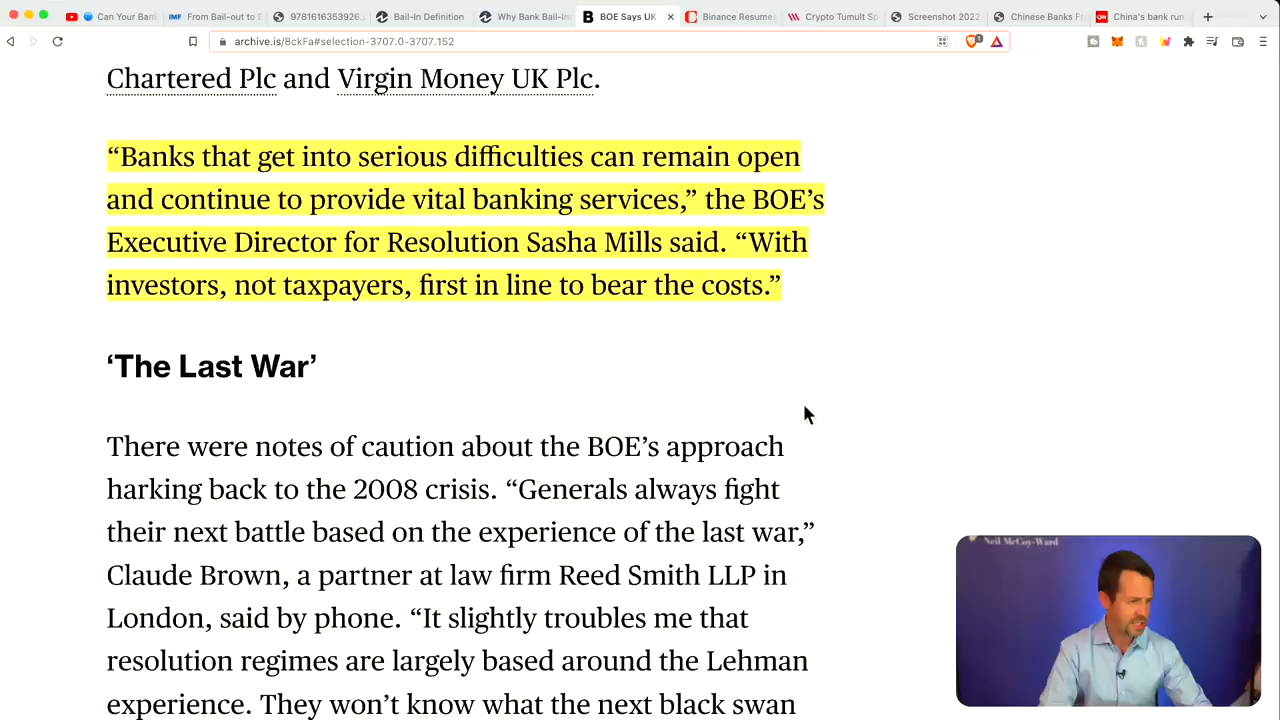 Can Your Bank
From Bail-out to B
9781616353926.
Bail-In Definition
Why Bank Bail-In
BOE Says UK
Binance Resume
Crypto Tumult Sp
Screenshot 2022
Chinese Banks Fr
China's bank run
archive.is/8ckFa#selection-3707.0-3707.152
Chartered Plc and Virgin Money UK Plc.
“Banks that get into serious difficulties can remain open
and continue to provide vital banking services,” the BOE’s
Executive Director for Resolution Sasha Mills said. “With
investors, not taxpayers, first in line to bear the costs.”
‘The Last War’
There were notes of caution about the BOE’s approach
harking back to the 2008 crisis. “Generals always fight
their next battle based on the experience of the last war,”
Claude Brown, a partner at law firm Reed Smith LLP in
London, said by phone. “It slightly troubles me that
resolution regimes are largely based around the Lehman
experience. They won’t know what the next black swan
Neil McCoy-Ward